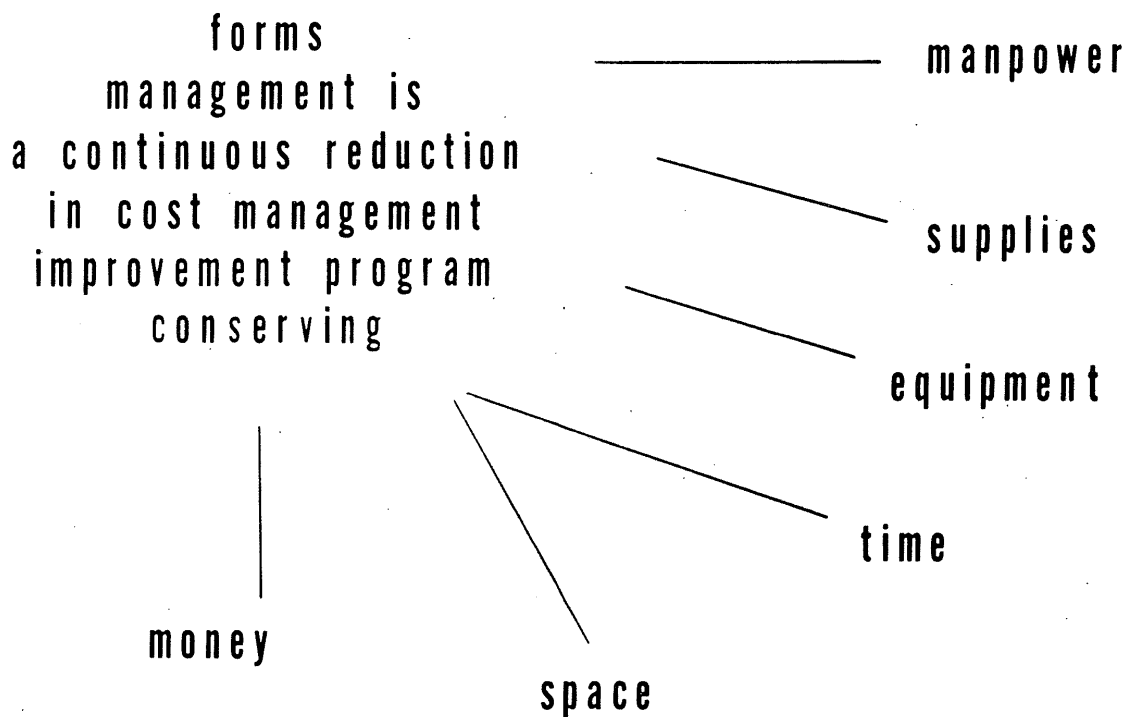 forms
management is
a continuous reduction
in cost management
improvement program
conserving
manpower
supplies
equipment
time
space
money